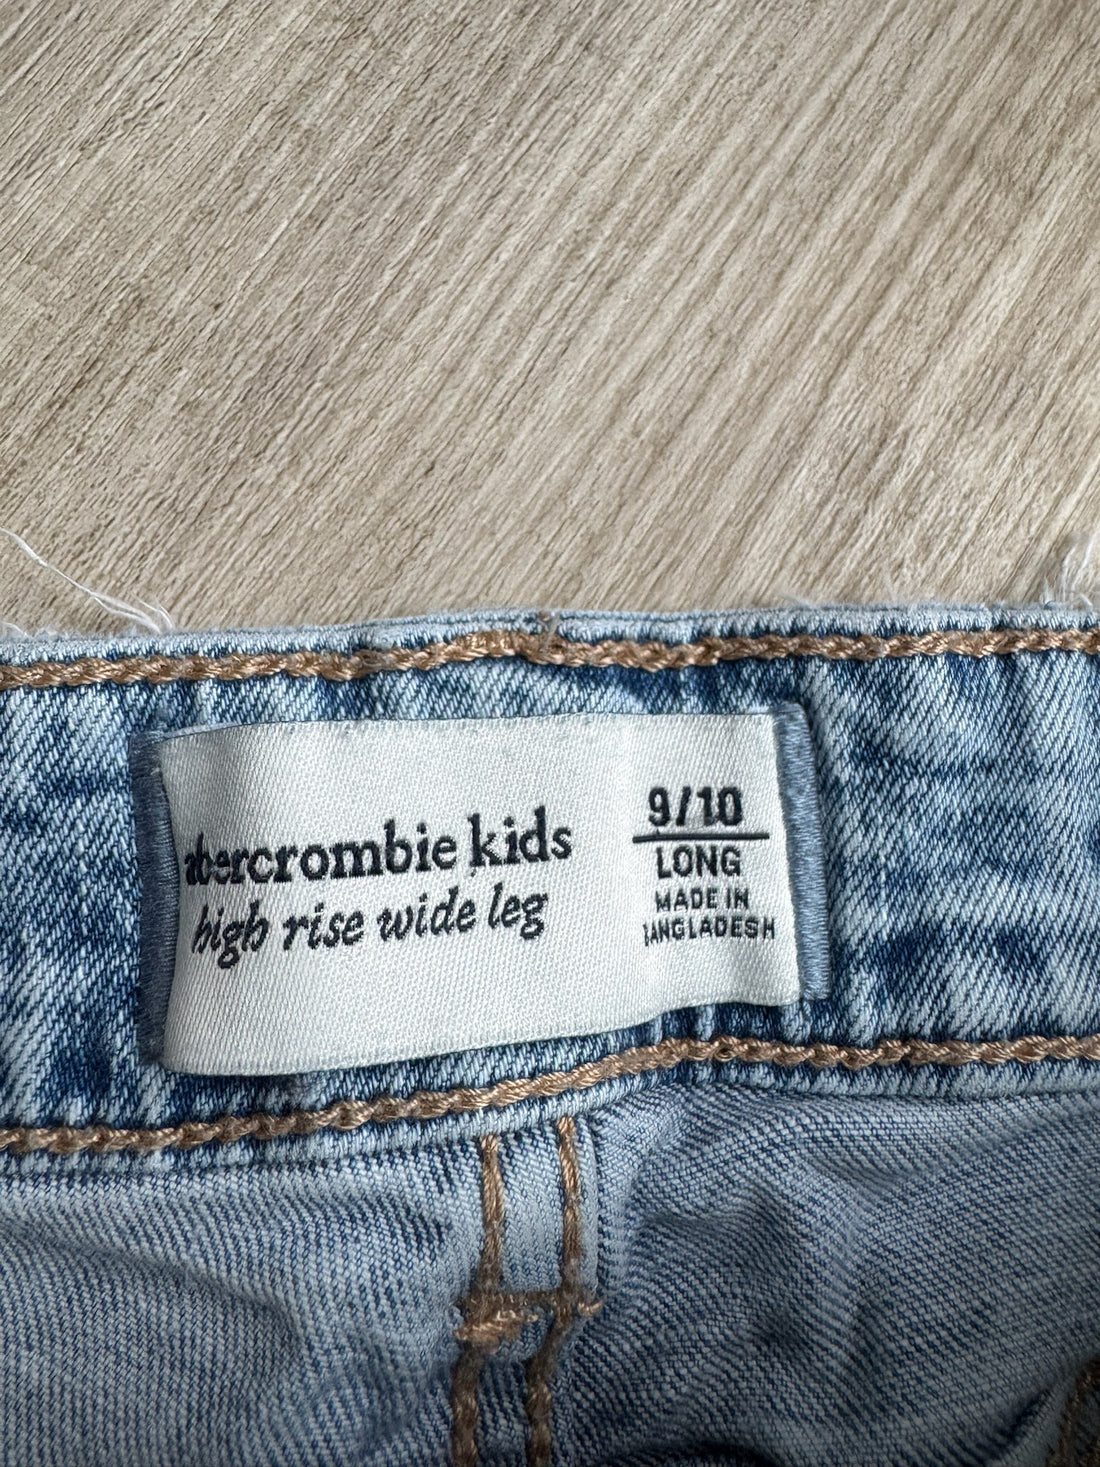 abercrombie kids
high rise wide leg
9/10
LONG
MADE IN
BANGLADESH